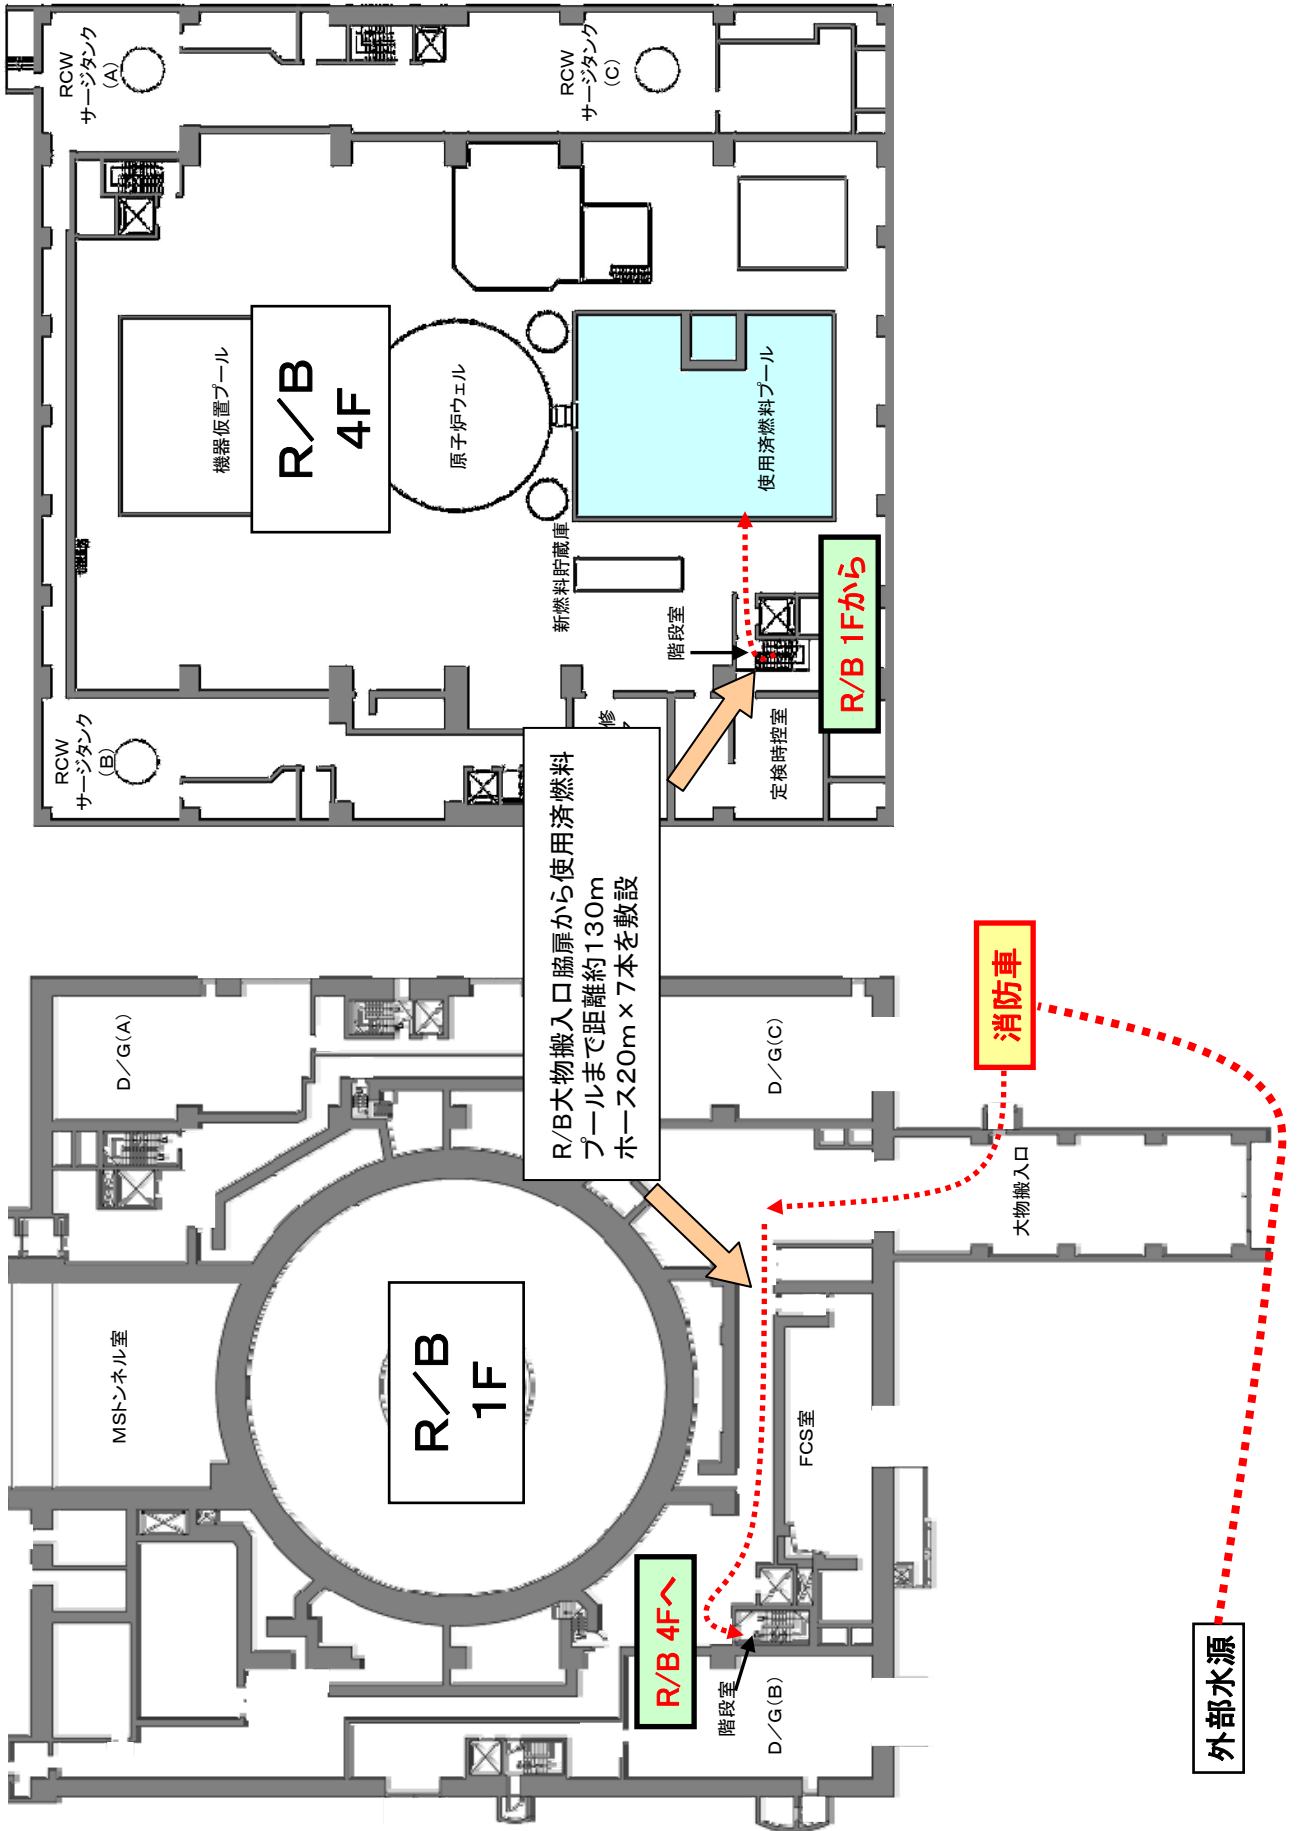 RCW
サージタンク
(B)
RCW
サージタンク
(A)
機器仮置プール
R/B
4F
原子炉ウェル
新燃料貯蔵庫
RCW
サージタンク
(C)
修
階段室
定検時控室
使用済燃料プール
R/B 1Fから
R/B大物搬入口脇扉から使用済燃料
プールまで距離約130m
ホース20m×7本を敷設
MSトンネル室
D/G(A)
R/B
1F
R/B 4Fへ
階段室
D/G(B)
FCS室
D/G(C)
大物搬入口
消防車
外部水源